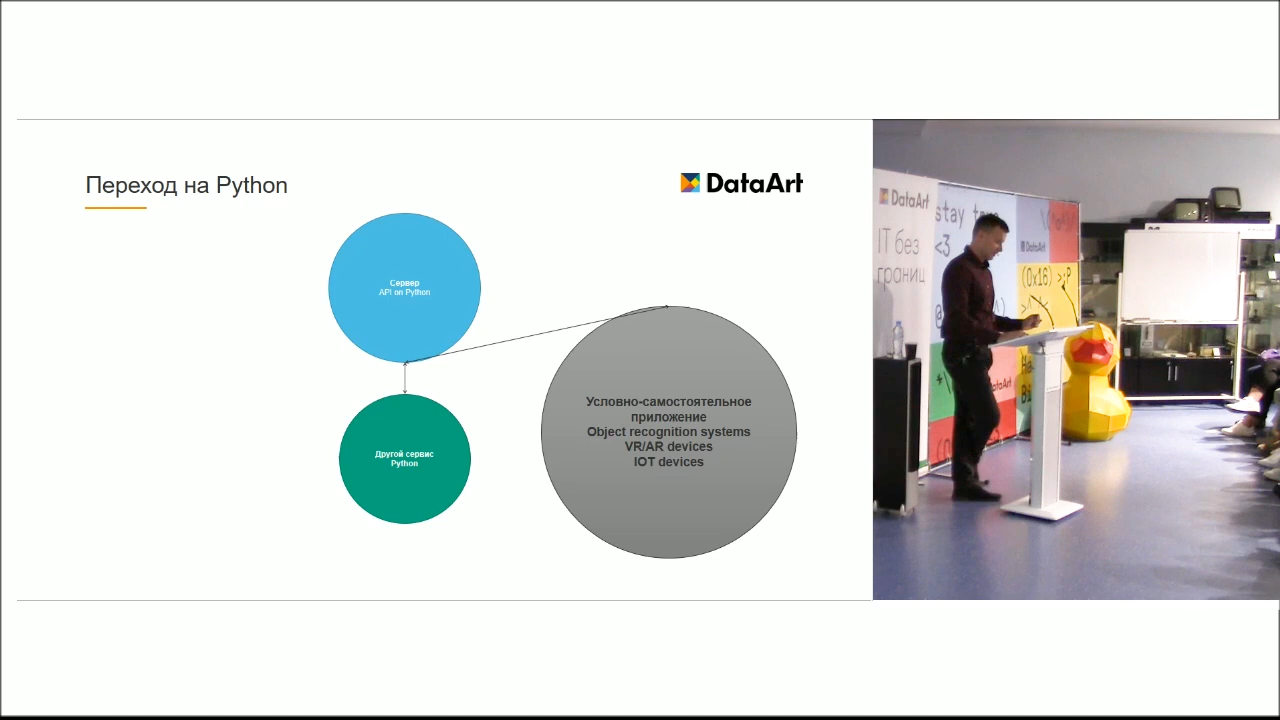 Переход на Python
DataArt
Сервер
API on Python
Другой сервис
Python
Условно-самостоятельное
приложение
Object recognition systems
VR/AR devices
IOT devices
DataArt
IT без
границ
stay
<3
DataArt
(0x16) >:P